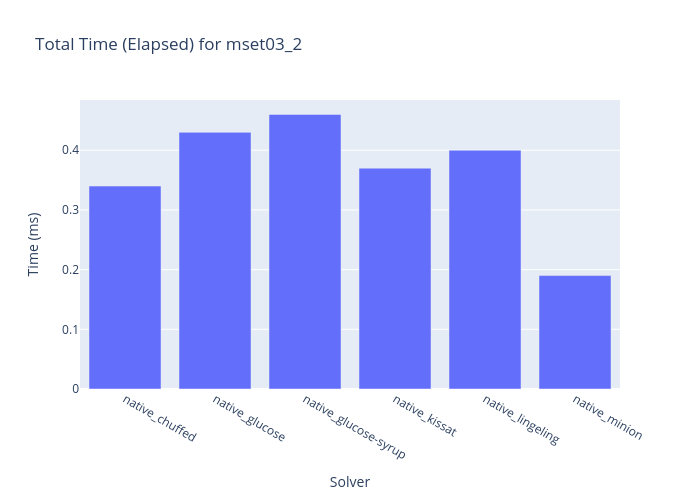 Total Time (Elapsed) for mset03_2
Time (ms)
0.4
0.3
0.2
0.1
0
native_chuffed
native_glucose
native_glucose-syrup
native_kissat
native_lingeling
native_minion
Solver